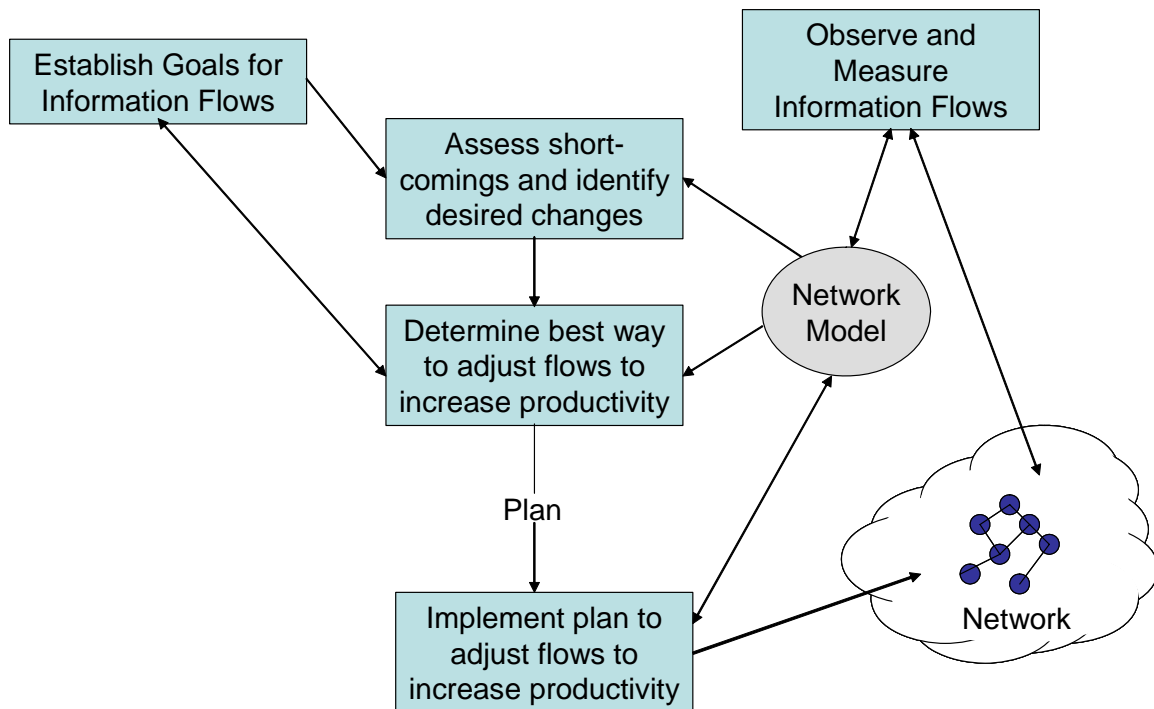 Establish Goals for
Information Flows
Observe and
Measure
Information Flows
Assess short-
comings and identify
desired changes
Network
Model
Determine best way
to adjust flows to
increase productivity
Plan
Implement plan to
adjust flows to
increase productivity
Network